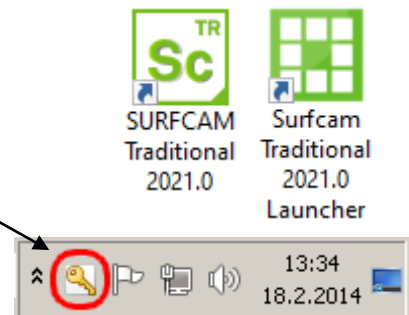 TR
Sc
SURFCAM
Traditional
2021.0
Surfcam
Traditional
2021.0
Launcher
13:34
18.2.2014